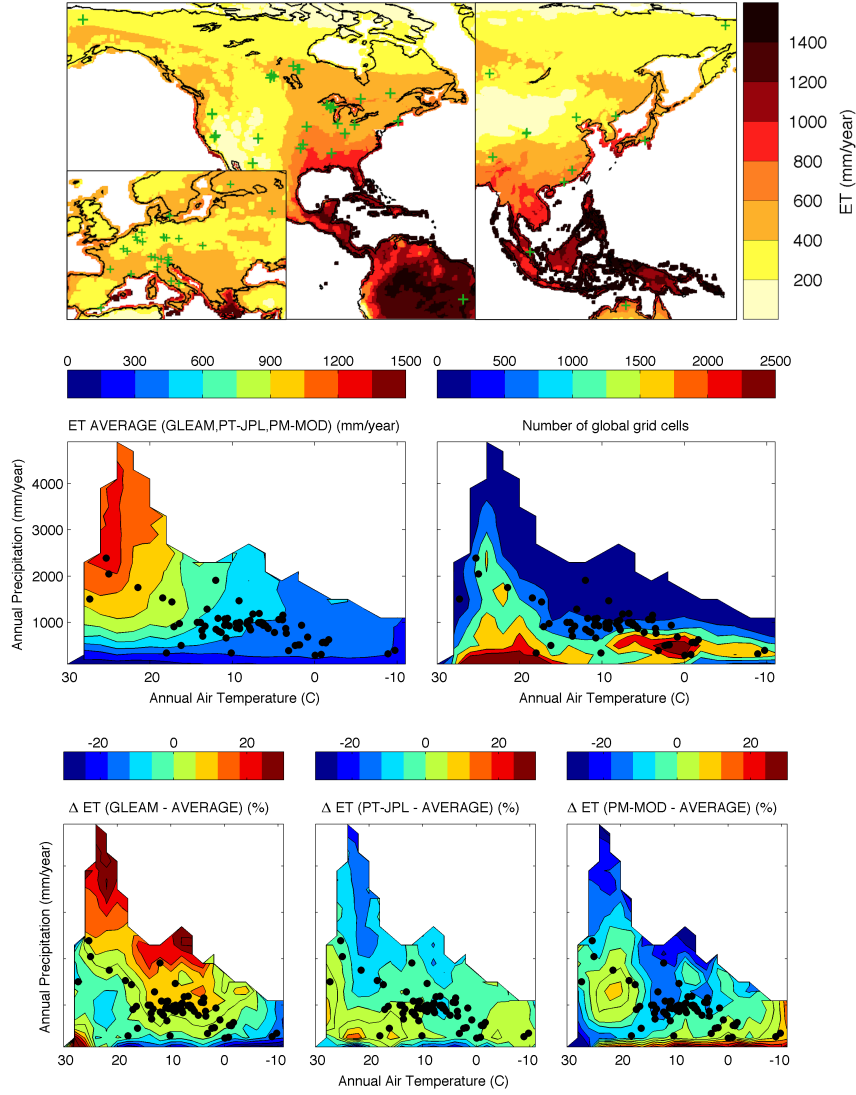 1400
1200
1000
800
600
400
200
ET (mm/year)
0 300 600 900 1200 1500
0 500 1000 1500 2000 2500
ET AVERAGE (GLEAM,PT-JPL,PM-MOD) (mm/year)
Number of global grid cells
Annual Precipitation (mm/year)
4000
3000
2000
1000
30 20 10 0 -10
30 20 10 0 -10
Annual Air Temperature (C)
Annual Air Temperature (C)
-20 0 20
-20 0 20
-20 0 20
Δ ET (GLEAM - AVERAGE) (%)
Δ ET (PT-JPL - AVERAGE) (%)
Δ ET (PM-MOD - AVERAGE) (%)
Annual Precipitation (mm/year)
30 20 10 0 -10
30 20 10 0 -10
30 20 10 0 -10
Annual Air Temperature (C)